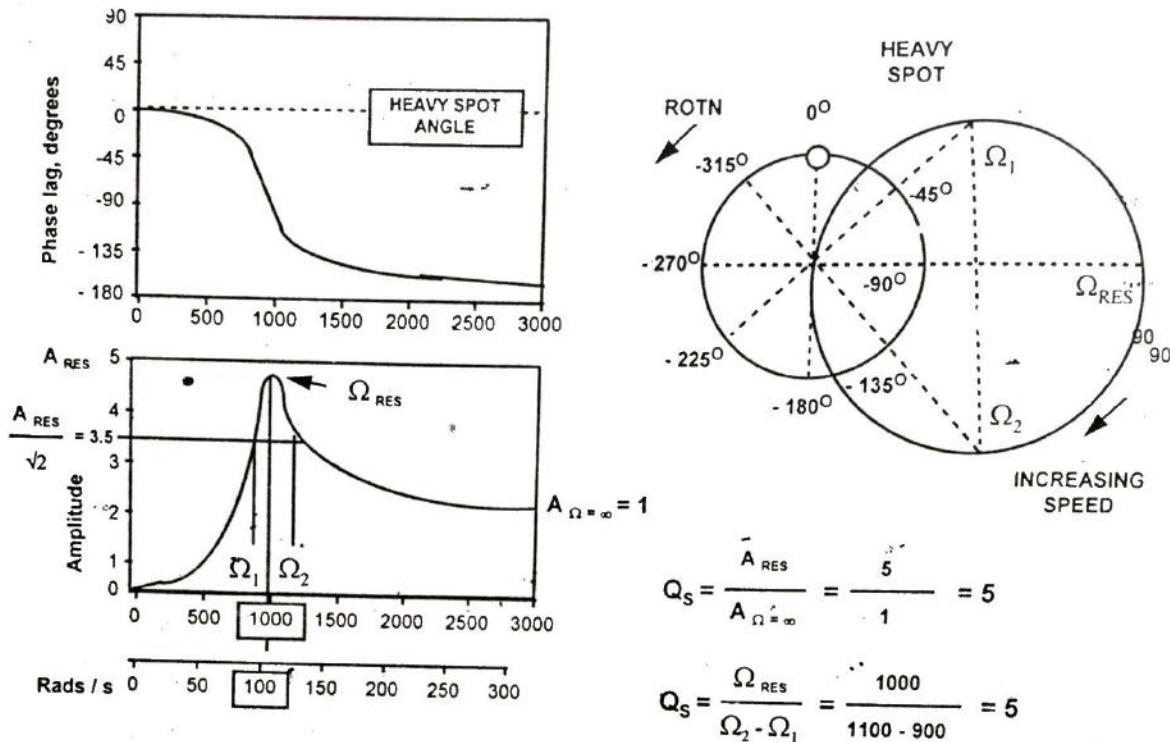 90
45
0
-45
-90
-135
-180
Phase lag, degrees
HEAVY SPOT
ANGLE
0 500 1000 1500 2000 2500 3000
A RES
5
4
A RES / √2 = 3.5
3
2
1
0
Amplitude
Ω RES
Ω1 Ω2
A Ω = ∞ = 1
0 500 1000 1500 2000 2500 3000
Rads / s 0 50 100 150 200 250 300
HEAVY
SPOT
ROTN
0°
-315°
-45°
Ω1
-270°
-90°
ΩRES
-225°
-135°
-180°
Ω2
90
90
INCREASING
SPEED
QS = A RES / A Ω = ∞ = 5 / 1 = 5
QS = Ω RES / Ω2 - Ω1 = 1000 / 1100 - 900 = 5